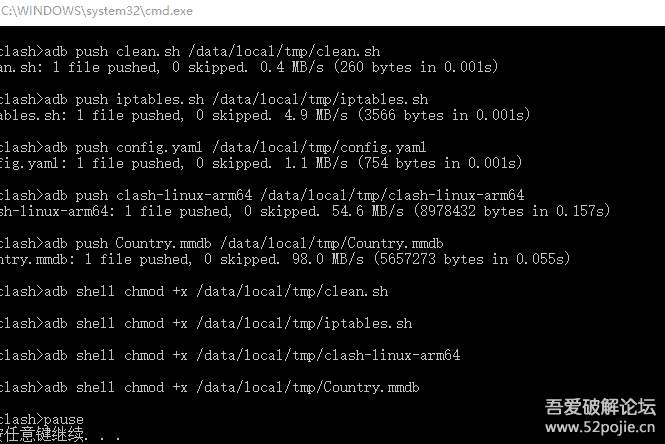 C:\WINDOWS\system32\cmd.exe
clash>adb push clean.sh /data/local/tmp/clean.sh
an.sh: 1 file pushed, 0 skipped. 0.4 MB/s (260 bytes in 0.001s)
clash>adb push iptables.sh /data/local/tmp/iptables.sh
ables.sh: 1 file pushed, 0 skipped. 4.9 MB/s (3566 bytes in 0.001s)
clash>adb push config.yaml /data/local/tmp/config.yaml
fig.yaml: 1 file pushed, 0 skipped. 1.1 MB/s (754 bytes in 0.001s)
clash>adb push clash-linux-arm64 /data/local/tmp/clash-linux-arm64
sh-linux-arm64: 1 file pushed, 0 skipped. 54.6 MB/s (8978432 bytes in 0.157s)
clash>adb push Country.mmdb /data/local/tmp/Country.mmdb
ntry.mmdb: 1 file pushed, 0 skipped. 98.0 MB/s (5657273 bytes in 0.055s)
clash>adb shell chmod +x /data/local/tmp/clean.sh
clash>adb shell chmod +x /data/local/tmp/iptables.sh
clash>adb shell chmod +x /data/local/tmp/clash-linux-arm64
clash>adb shell chmod +x /data/local/tmp/Country.mmdb
clash>pause
按任意键继续. . .
吾爱破解论坛
www.52pojie.cn